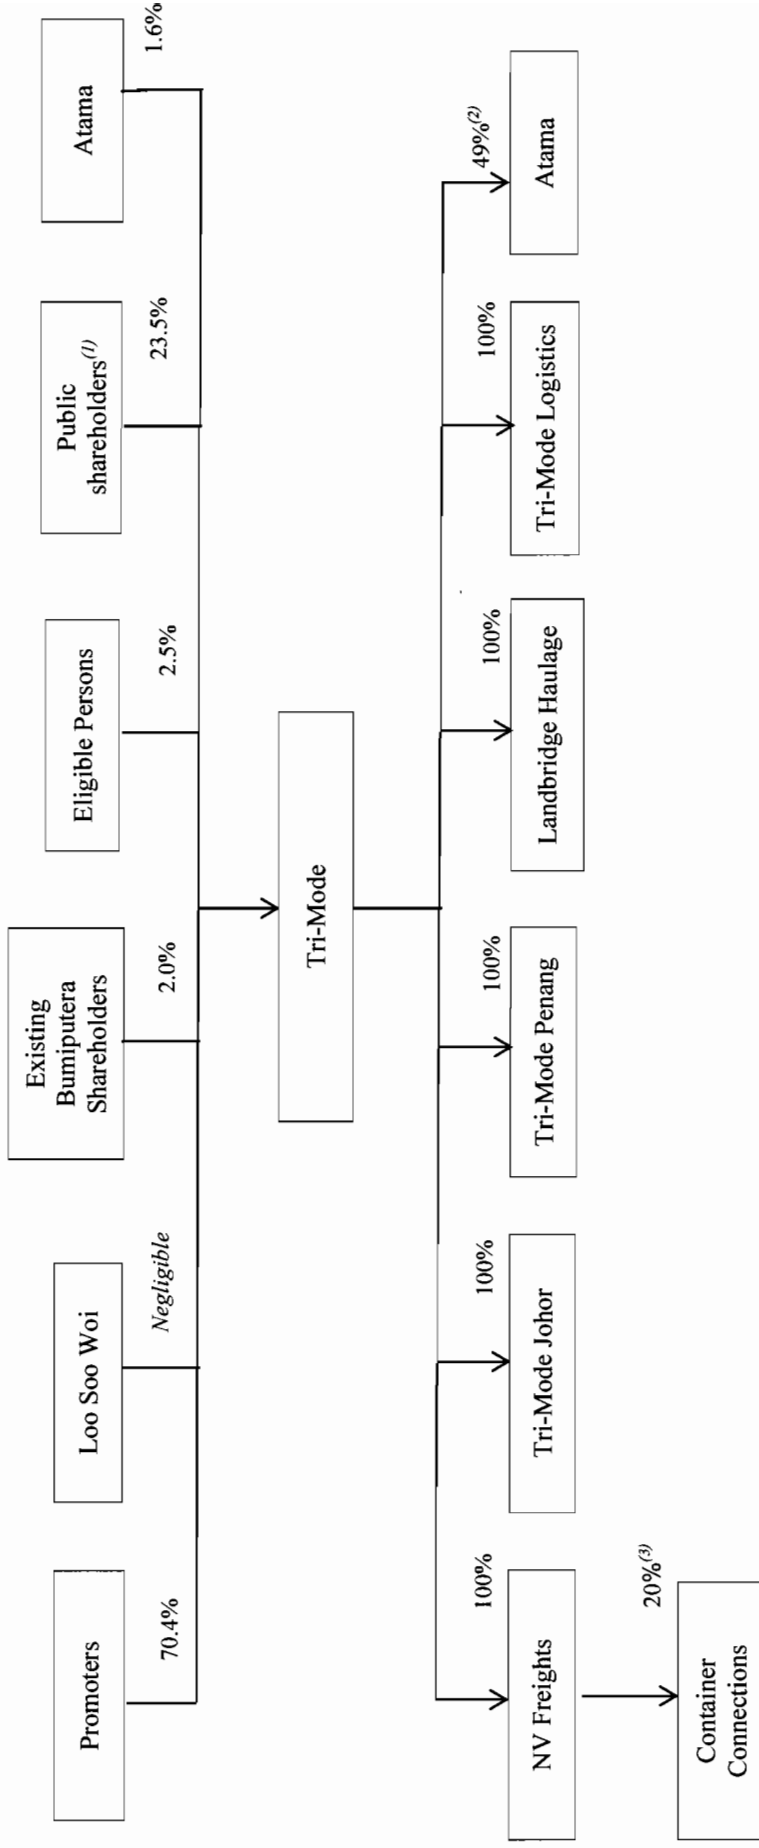 Promoters
70.4%
Loo Soo Woi
Negligible
Existing
Bumiputera
Shareholders
2.0%
Eligible Persons
2.5%
Public
shareholders(1)
23.5%
Atama
1.6%
Tri-Mode
NV Freights
100%
Tri-Mode Johor
100%
Tri-Mode Penang
100%
Landbridge Haulage
100%
Tri-Mode Logistics
100%
Atama
49%(2)
Container
Connections
20%(3)